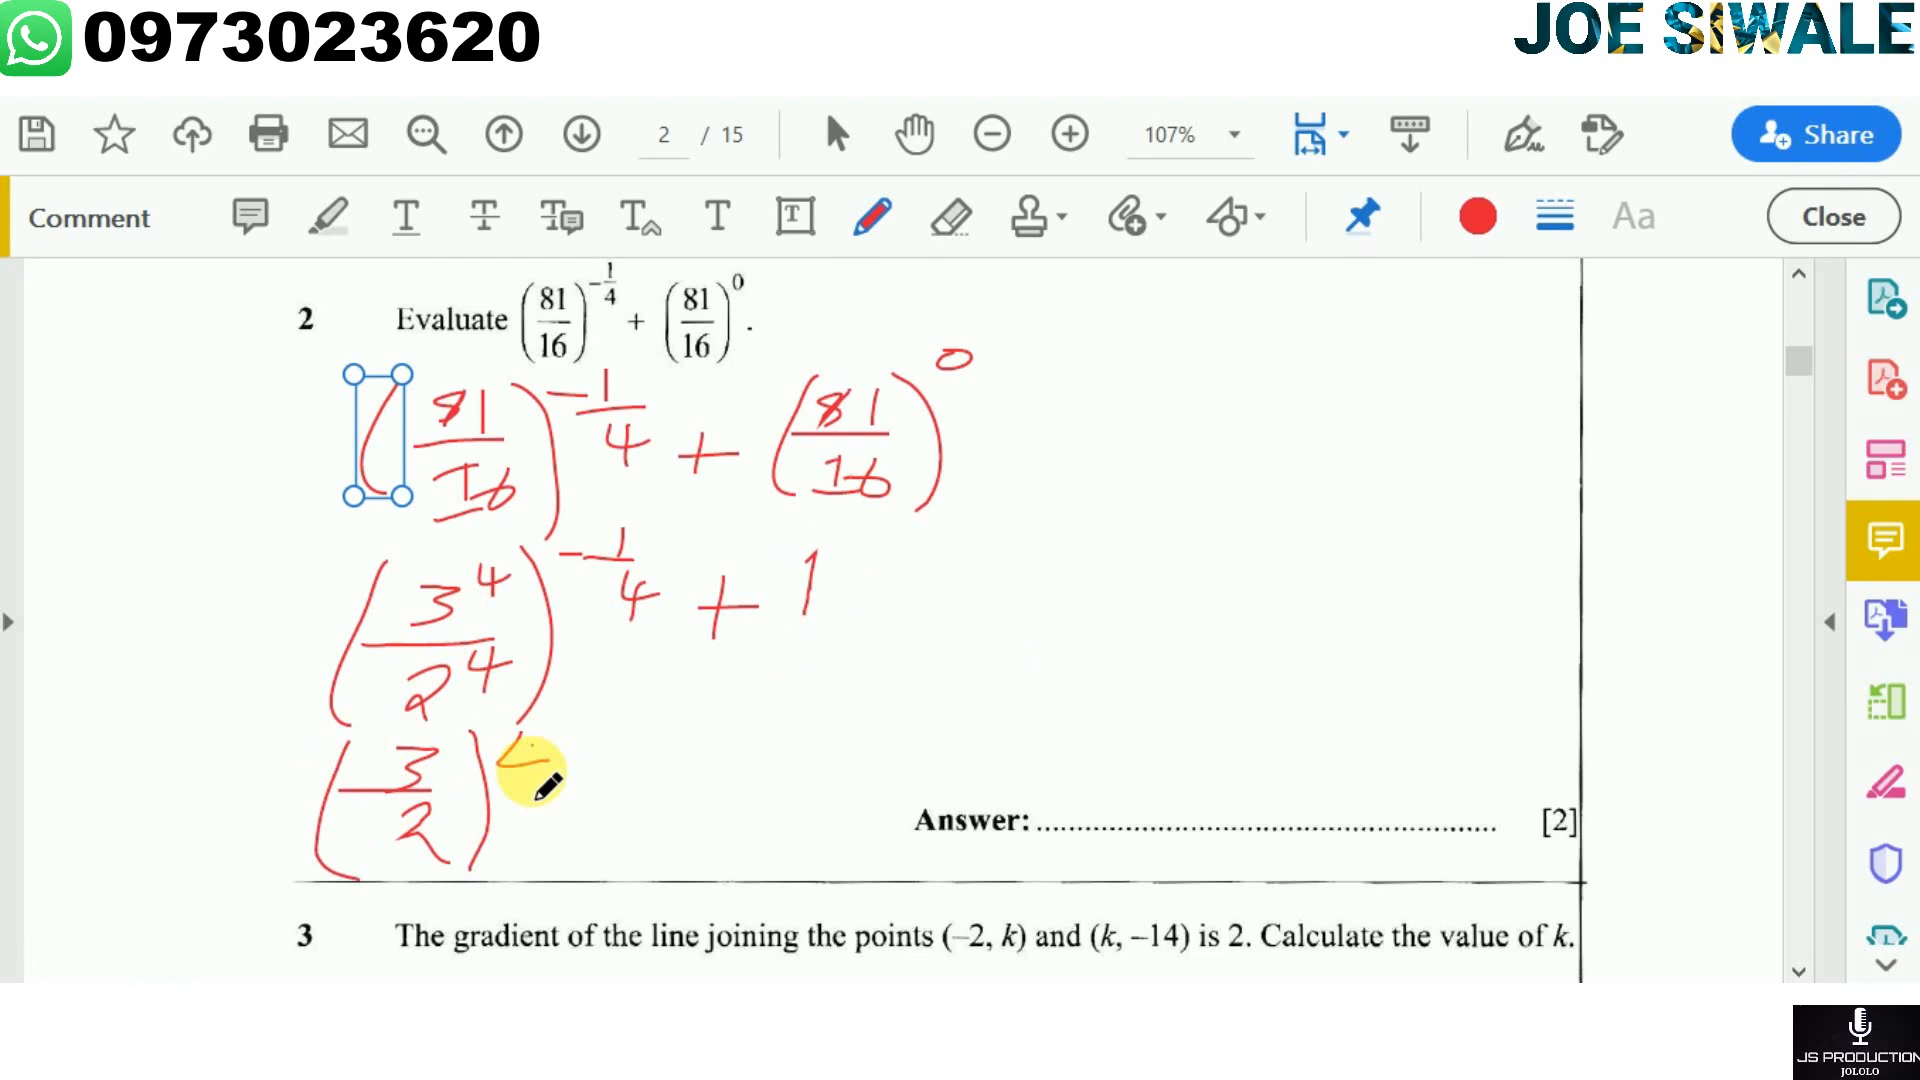 0973023620
JOE SIWALE
2 / 15
107%
Share
Comment
Aa
Close
2 Evaluate (81/16)^(-1/4) + (81/16)^0.
(81/16)^(-1/4) + (81/16)^0
(3^4/2^4)^(-1/4) + 1
(3/2)
Answer: ........................................................ [2]
3 The gradient of the line joining the points (–2, k) and (k, –14) is 2. Calculate the value of k.
JS PRODUCTION
JOLOLO